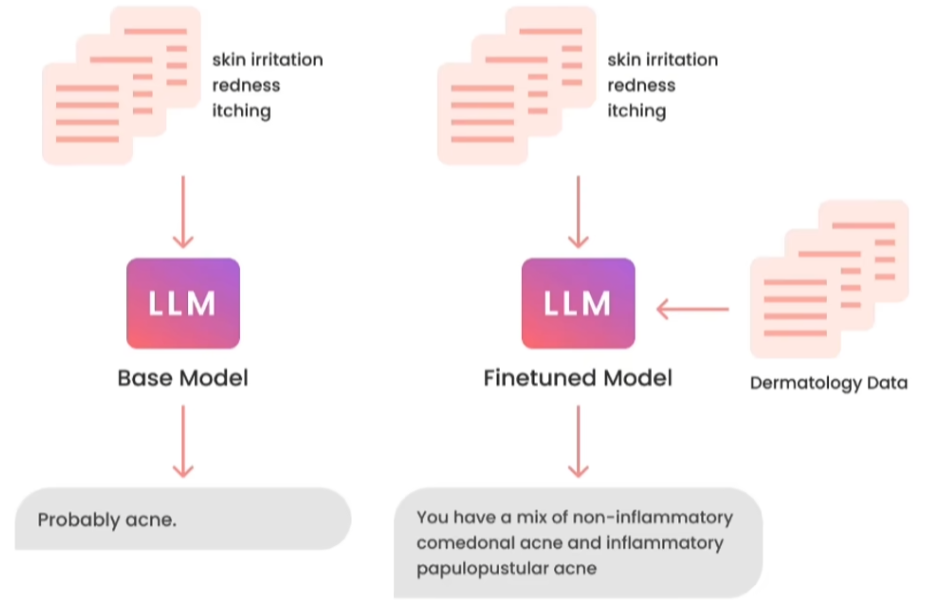 skin irritation
redness
itching
LLM
Base Model
Probably acne.
skin irritation
redness
itching
LLM
Finetuned Model
Dermatology Data
You have a mix of non-inflammatory
comedonal acne and inflammatory
papulopustular acne